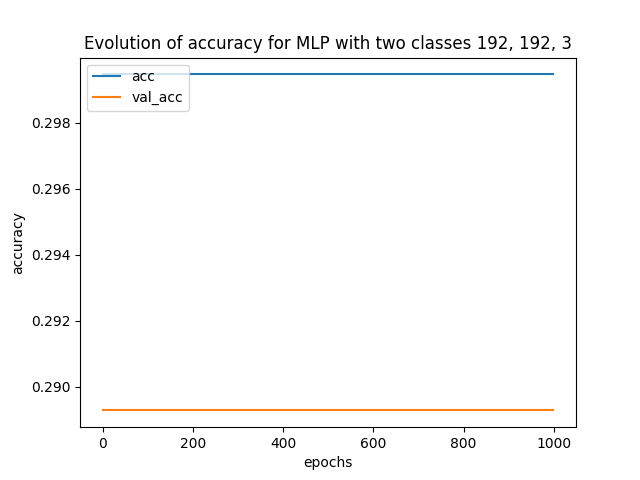 Evolution of accuracy for MLP with two classes 192, 192, 3
acc
val_acc
0.298
0.296
0.294
0.292
0.290
accuracy
0 200 400 600 800 1000
epochs